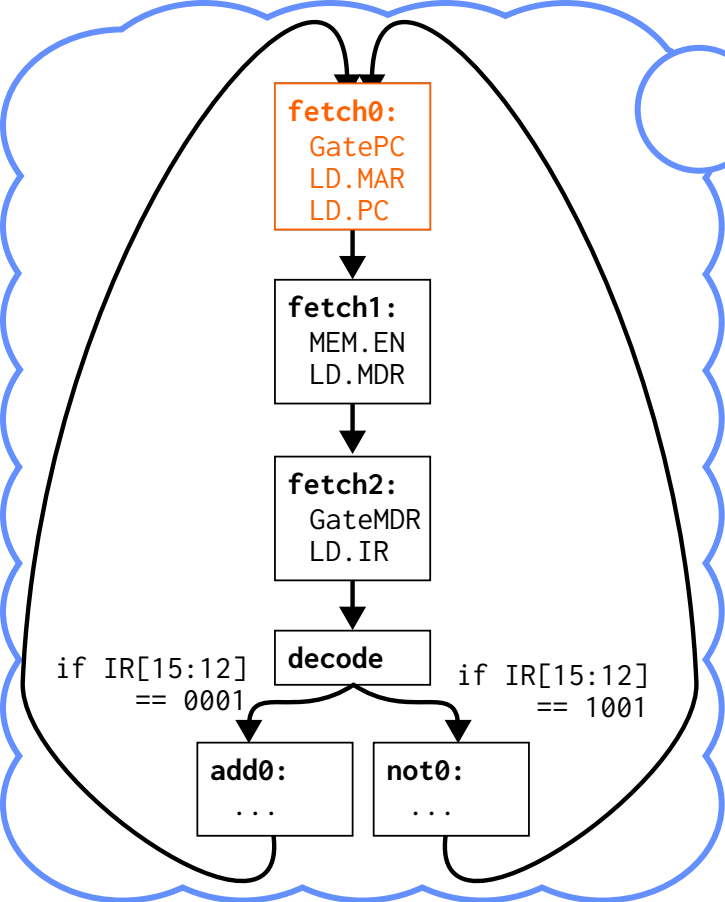 fetch0:
GatePC
LD.MAR
LD.PC
fetch1:
MEM.EN
LD.MDR
fetch2:
GateMDR
LD.IR
decode
if IR[15:12]
== 0001
if IR[15:12]
== 1001
add0:
...
not0:
...